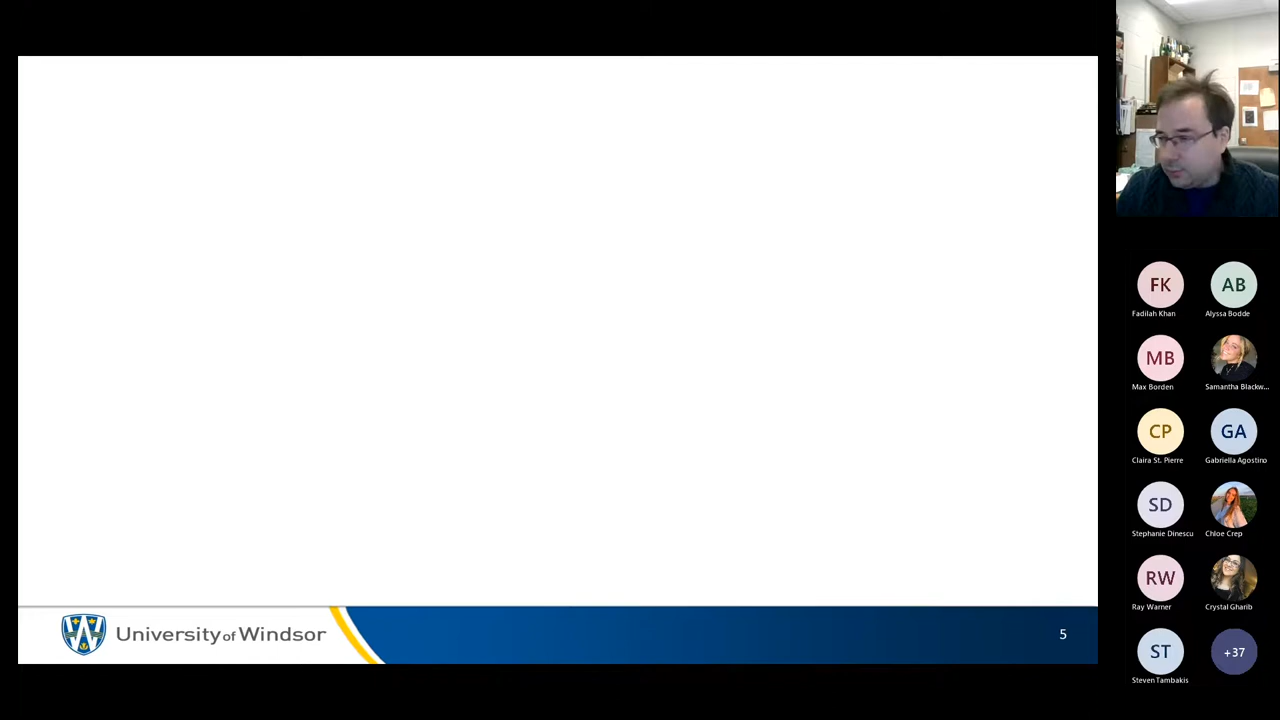 FK
AB
Fadilah Khan
Alyssa Bodde
MB
Max Borden
Samantha Blackw...
CP
GA
Claira St. Pierre
Gabriella Agostino
SD
Stephanie Dinescu
Chloe Crep
RW
Ray Warner
Crystal Gharib
ST
+37
Steven Tambakis
University of Windsor
5